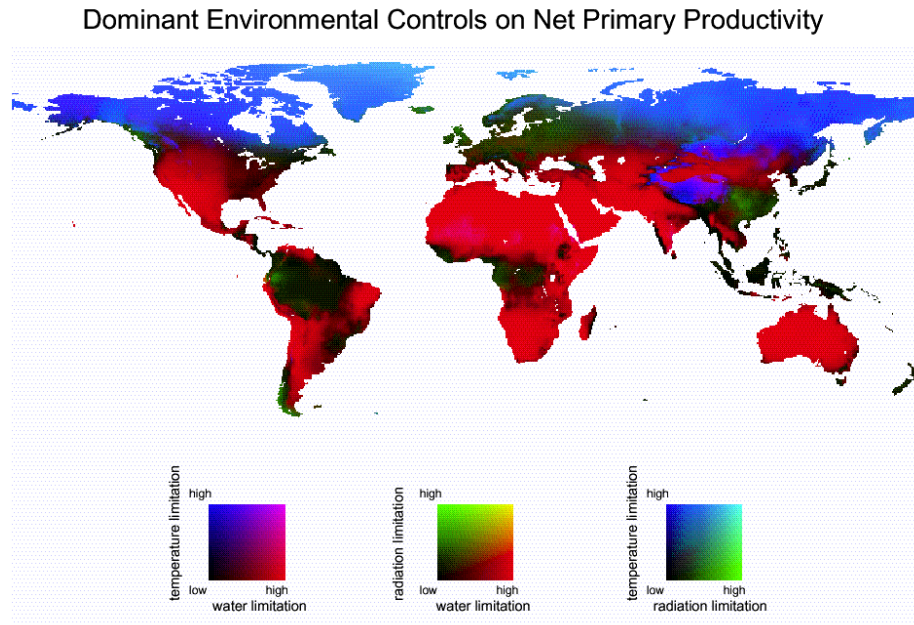 Dominant Environmental Controls on Net Primary Productivity
temperature limitation
high
low
high
water limitation
radiation limitation
high
low
high
water limitation
temperature limitation
high
low
high
radiation limitation